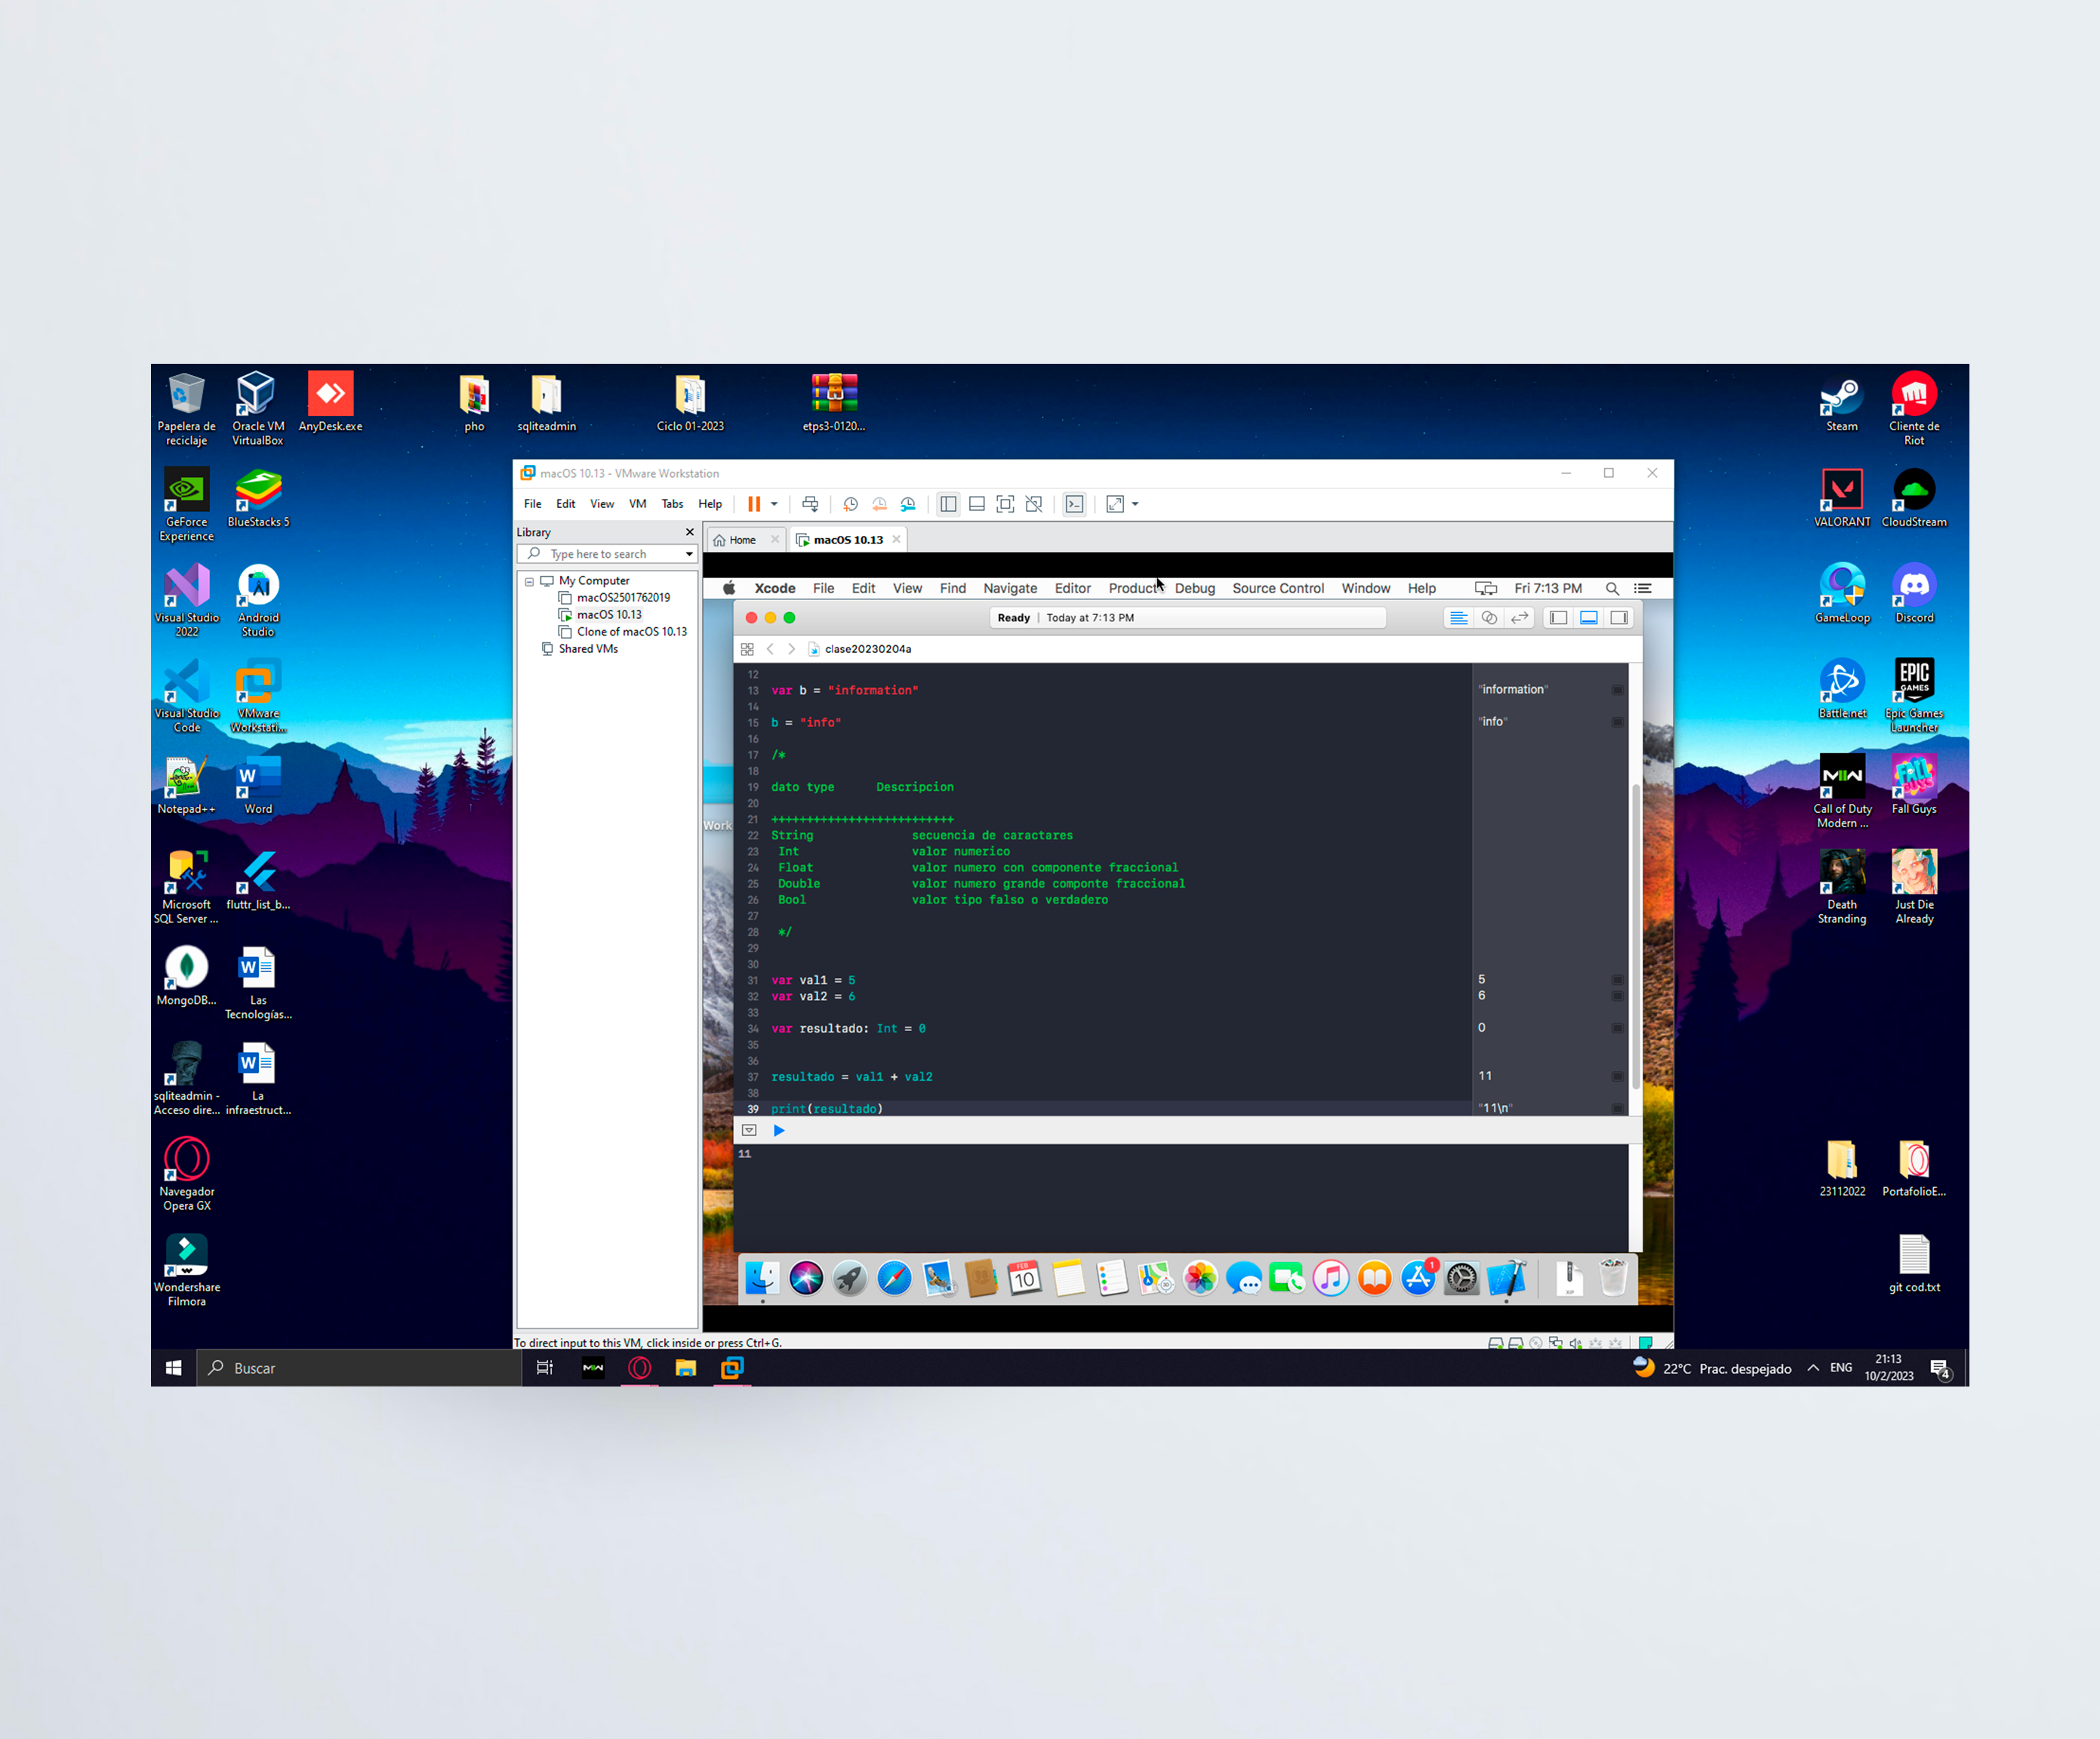 Papelera de reciclaje
Oracle VM VirtualBox
AnyDesk.exe
pho
sqliteadmin
Ciclo 01-2023
etps3-0120...
Steam
Cliente de Riot
GeForce Experience
BlueStacks 5
VALORANT
CloudStream
Visual Studio 2022
Android Studio
GameLoop
Discord
Visual Studio Code
VMware Workstati...
Battle.net
EPIC GAMES
Epic Games Launcher
Notepad++
Word
Call of Duty Modern ...
Fall Guys
Microsoft SQL Server ...
fluttr_list_b...
Death Stranding
Just Die Already
MongoDB...
Las Tecnologías...
sqliteadmin - Acceso dire...
La infraestruct...
Navegador Opera GX
23112022
PortafolioE...
Wondershare Filmora
git cod.txt
macOS 10.13 - VMware Workstation
File Edit View VM Tabs Help
Library
Type here to search
My Computer
macOS2501762019
macOS 10.13
Clone of macOS 10.13
Shared VMs
Home
macOS 10.13
Xcode File Edit View Find Navigate Editor Product Debug Source Control Window Help Fri 7:13 PM
Ready | Today at 7:13 PM
clase20230204a
Work
12
13 var b = "information" "information"
14
15 b = "info" "info"
16
17 /*
18
19 dato type Descripcion
20
21 ++++++++++++++++++++++++++
22 String secuencia de caractares
23 Int valor numerico
24 Float valor numero con componente fraccional
25 Double valor numero grande componte fraccional
26 Bool valor tipo falso o verdadero
27
28 */
29
30
31 var val1 = 5 5
32 var val2 = 6 6
33
34 var resultado: Int = 0 0
35
36
37 resultado = val1 + val2 11
38
39 print(resultado) "11\n"
11
FEB
10
1
To direct input to this VM, click inside or press Ctrl+G.
Buscar
22°C Prac. despejado
ENG
21:13
10/2/2023
4